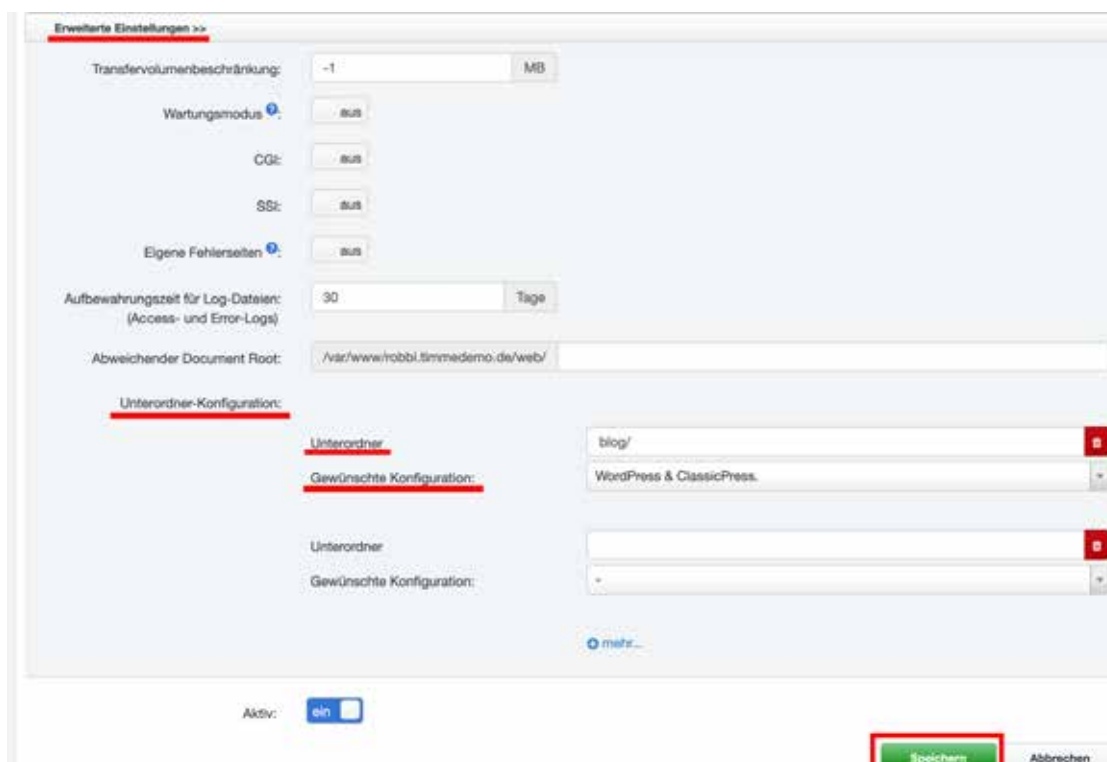 Erweiterte Einstellungen >>
Transfervolumenbeschränkung: -1 MB
Wartungsmodus ?: aus
CGI: aus
SSI: aus
Eigene Fehlerseiten ?: aus
Aufbewahrungszeit für Log-Dateien: 30 Tage
(Access- und Error-Logs)
Abweichender Document Root: /var/www/robbi.timmedemo.de/web/
Unterordner-Konfiguration:
Unterordner blog/
Gewünschte Konfiguration: WordPress & ClassicPress.
Unterordner
Gewünschte Konfiguration: -
mehr...
Aktiv: ein
Speichern Abbrechen